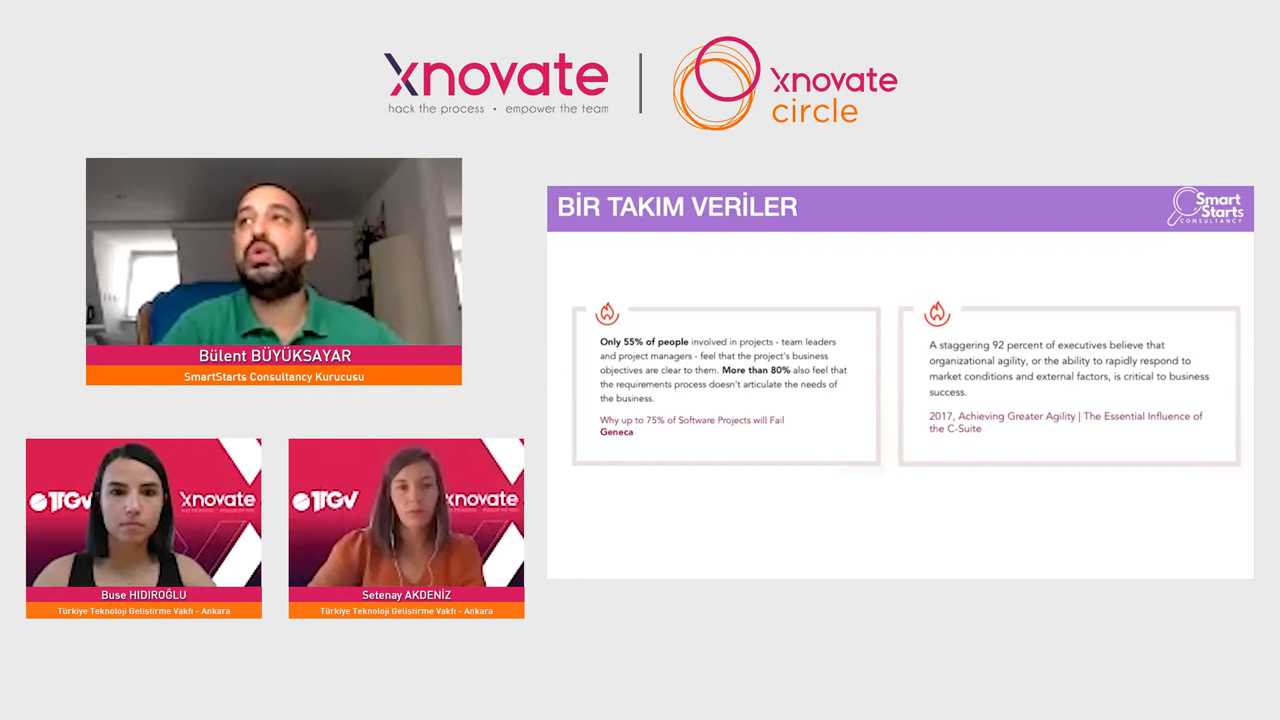 xnovate
hack the process • empower the team
xnovate
circle
Bülent BÜYÜKSAYAR
SmartStarts Consultancy Kurucusu
BİR TAKIM VERİLER
Smart
Starts
CONSULTANCY
Only 55% of people involved in projects - team leaders
and project managers - feel that the project's business
objectives are clear to them. More than 80% also feel that
the requirements process doesn't articulate the needs of
the business.
Why up to 75% of Software Projects will Fail
Geneca
A staggering 92 percent of executives believe that
organizational agility, or the ability to rapidly respond to
market conditions and external factors, is critical to business
success.
2017, Achieving Greater Agility | The Essential Influence of
the C-Suite
TTGV
xnovate
Buse HIDIROĞLU
Türkiye Teknoloji Geliştirme Vakfı - Ankara
TTGV
xnovate
Setenay AKDENİZ
Türkiye Teknoloji Geliştirme Vakfı - Ankara